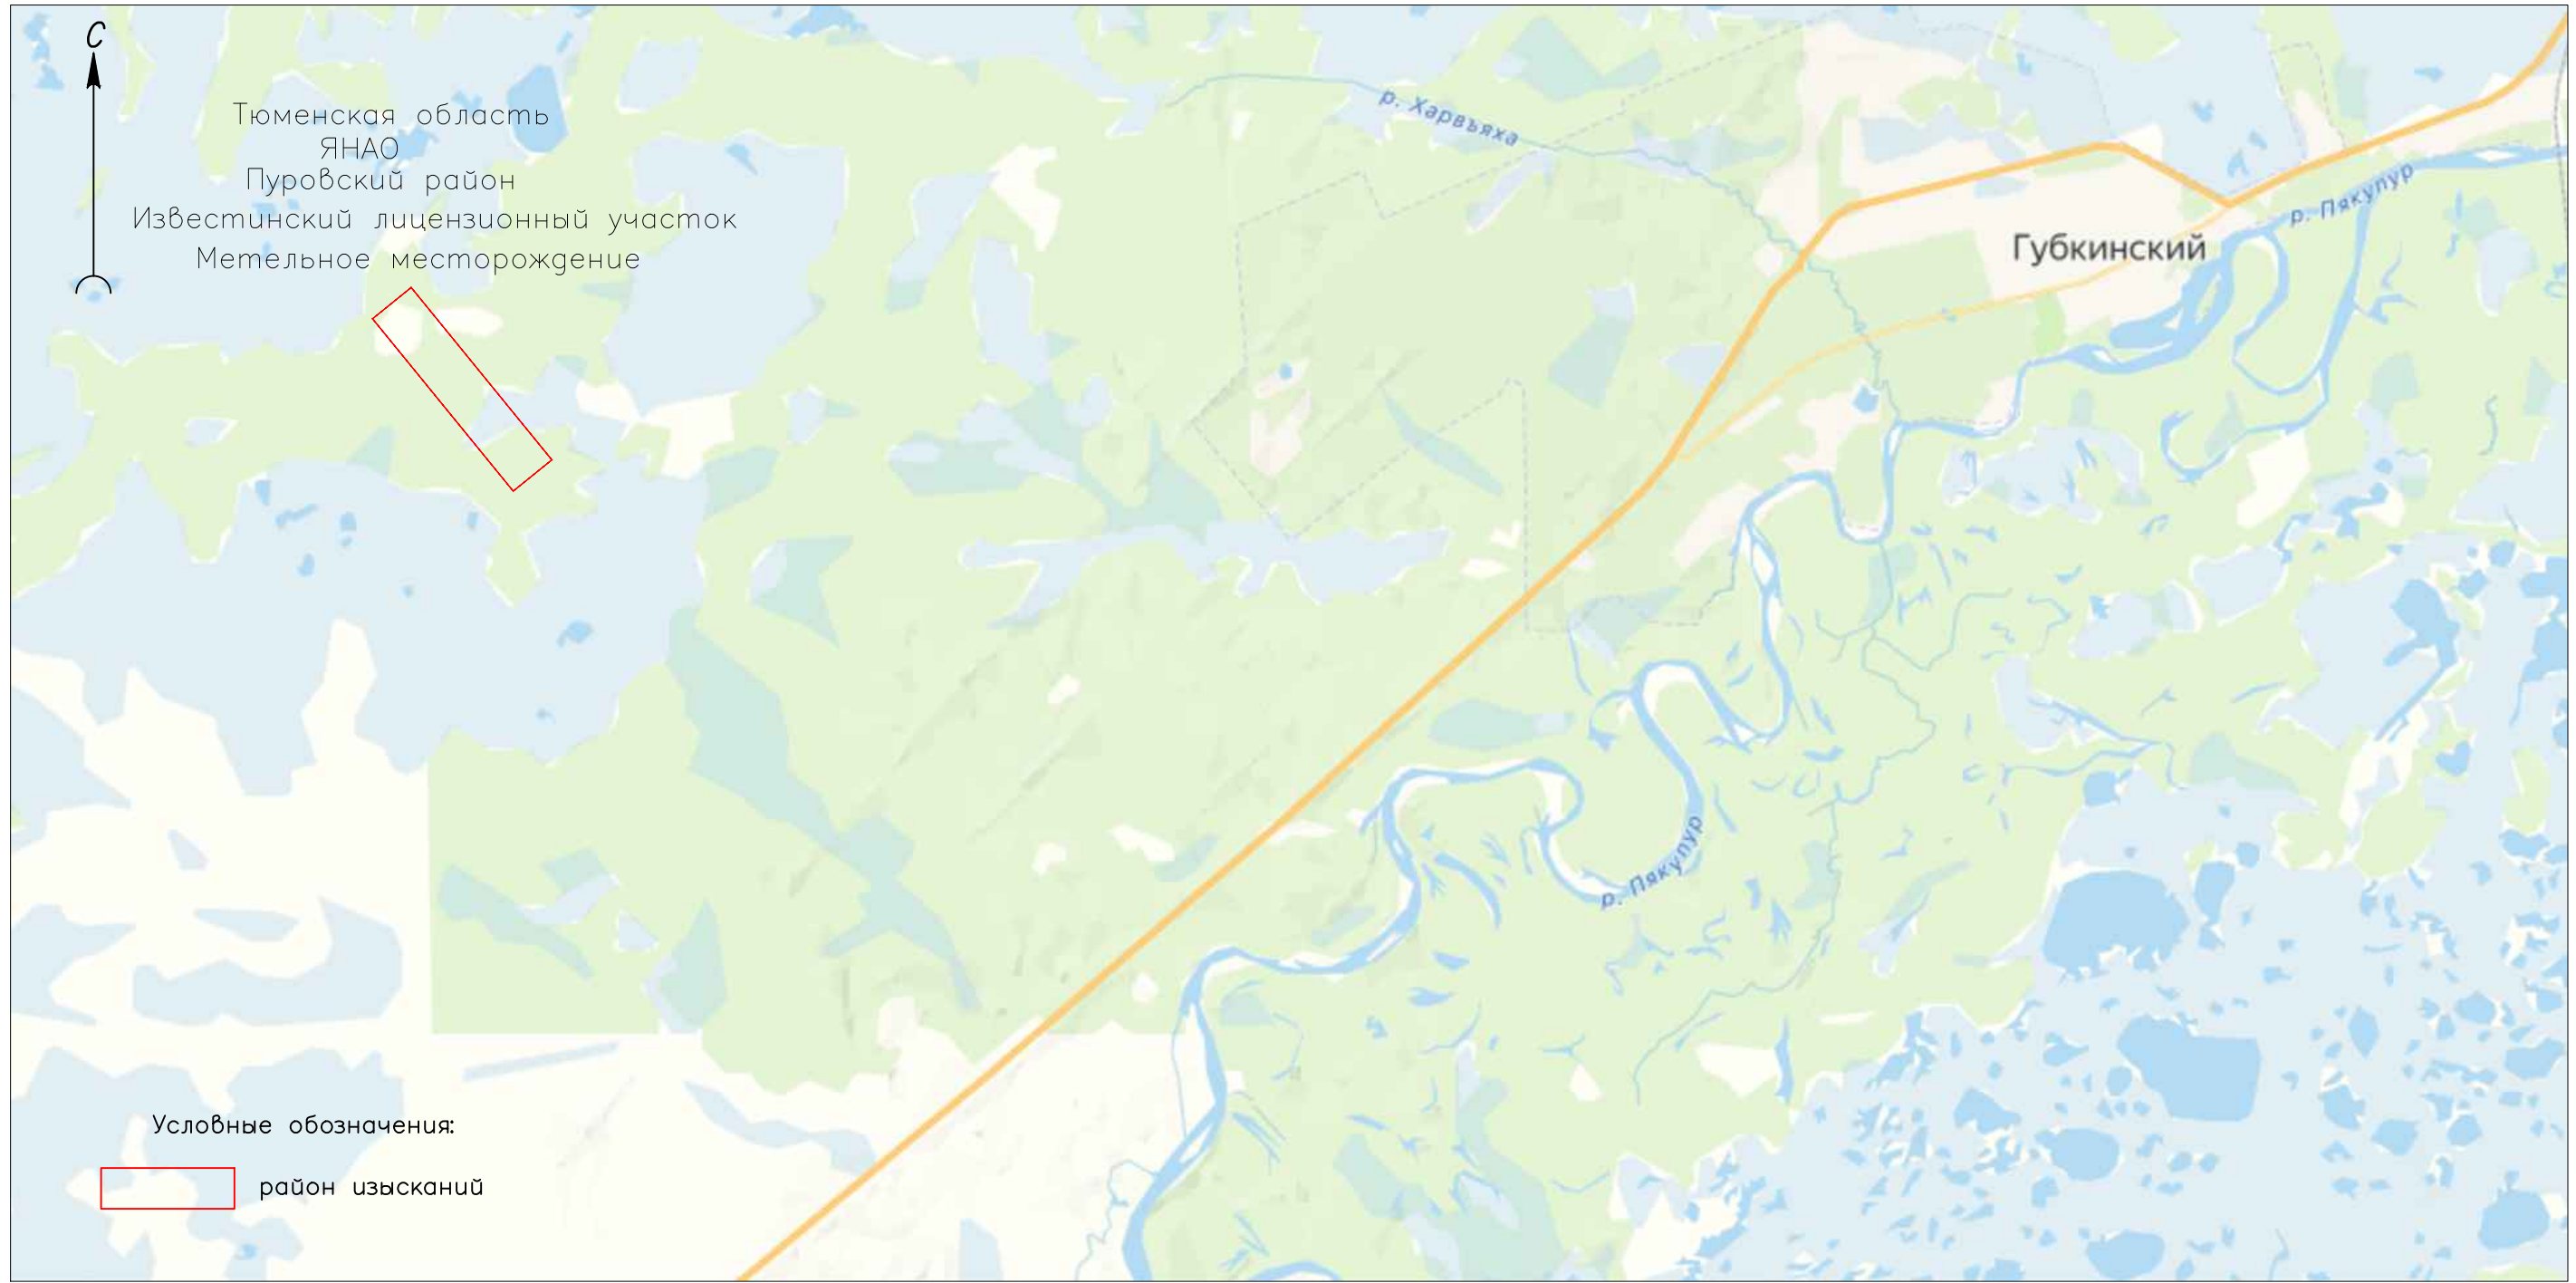 С
Тюменская область
ЯНАО
Пуровский район
Известинский лицензионный участок
Метельное месторождение
р. Харвъяха
р. Пякупур
Губкинский
р. Пякупур
Условные обозначения:
район изысканий